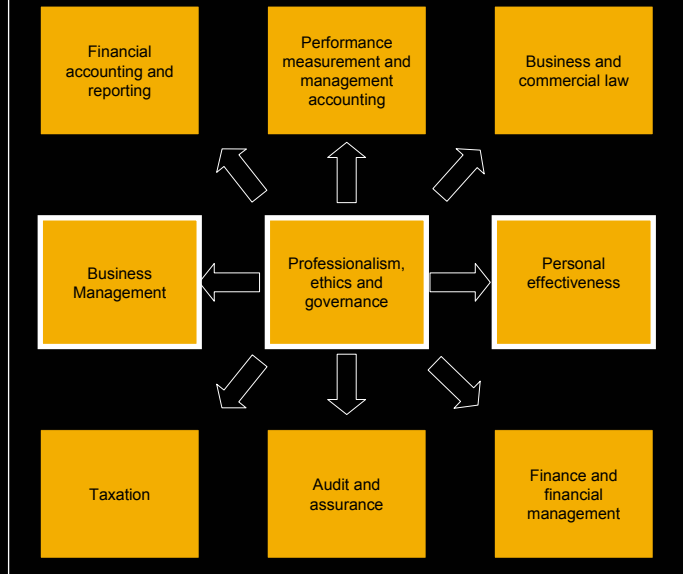 Financial
accounting and
reporting
Performance
measurement and
management
accounting
Business and
commercial law
Business
Management
Professionalism,
ethics and
governance
Personal
effectiveness
Taxation
Audit and
assurance
Finance and
financial
management